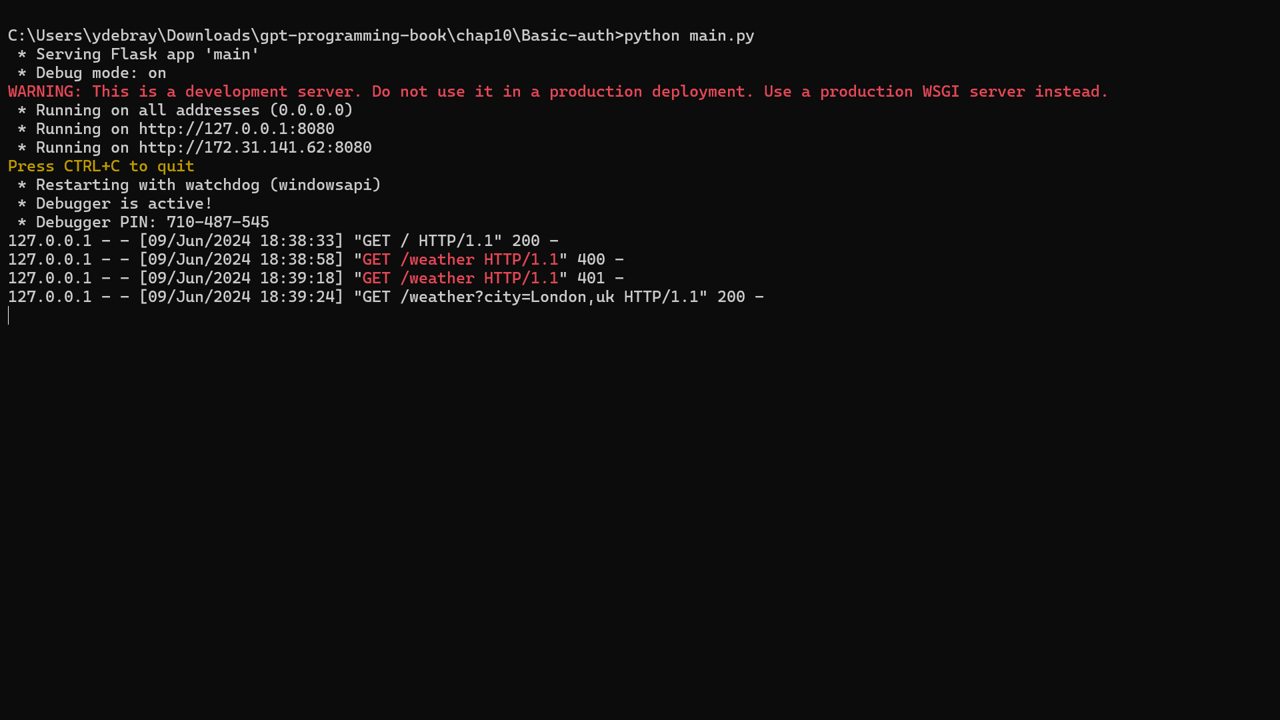 C:\Users\ydebray\Downloads\gpt-programming-book\chap10\Basic-auth>python main.py
 * Serving Flask app 'main'
 * Debug mode: on
WARNING: This is a development server. Do not use it in a production deployment. Use a production WSGI server instead.
 * Running on all addresses (0.0.0.0)
 * Running on http://127.0.0.1:8080
 * Running on http://172.31.141.62:8080
Press CTRL+C to quit
 * Restarting with watchdog (windowsapi)
 * Debugger is active!
 * Debugger PIN: 710-487-545
127.0.0.1 - - [09/Jun/2024 18:38:33] "GET / HTTP/1.1" 200 -
127.0.0.1 - - [09/Jun/2024 18:38:58] "GET /weather HTTP/1.1" 400 -
127.0.0.1 - - [09/Jun/2024 18:39:18] "GET /weather HTTP/1.1" 401 -
127.0.0.1 - - [09/Jun/2024 18:39:24] "GET /weather?city=London,uk HTTP/1.1" 200 -